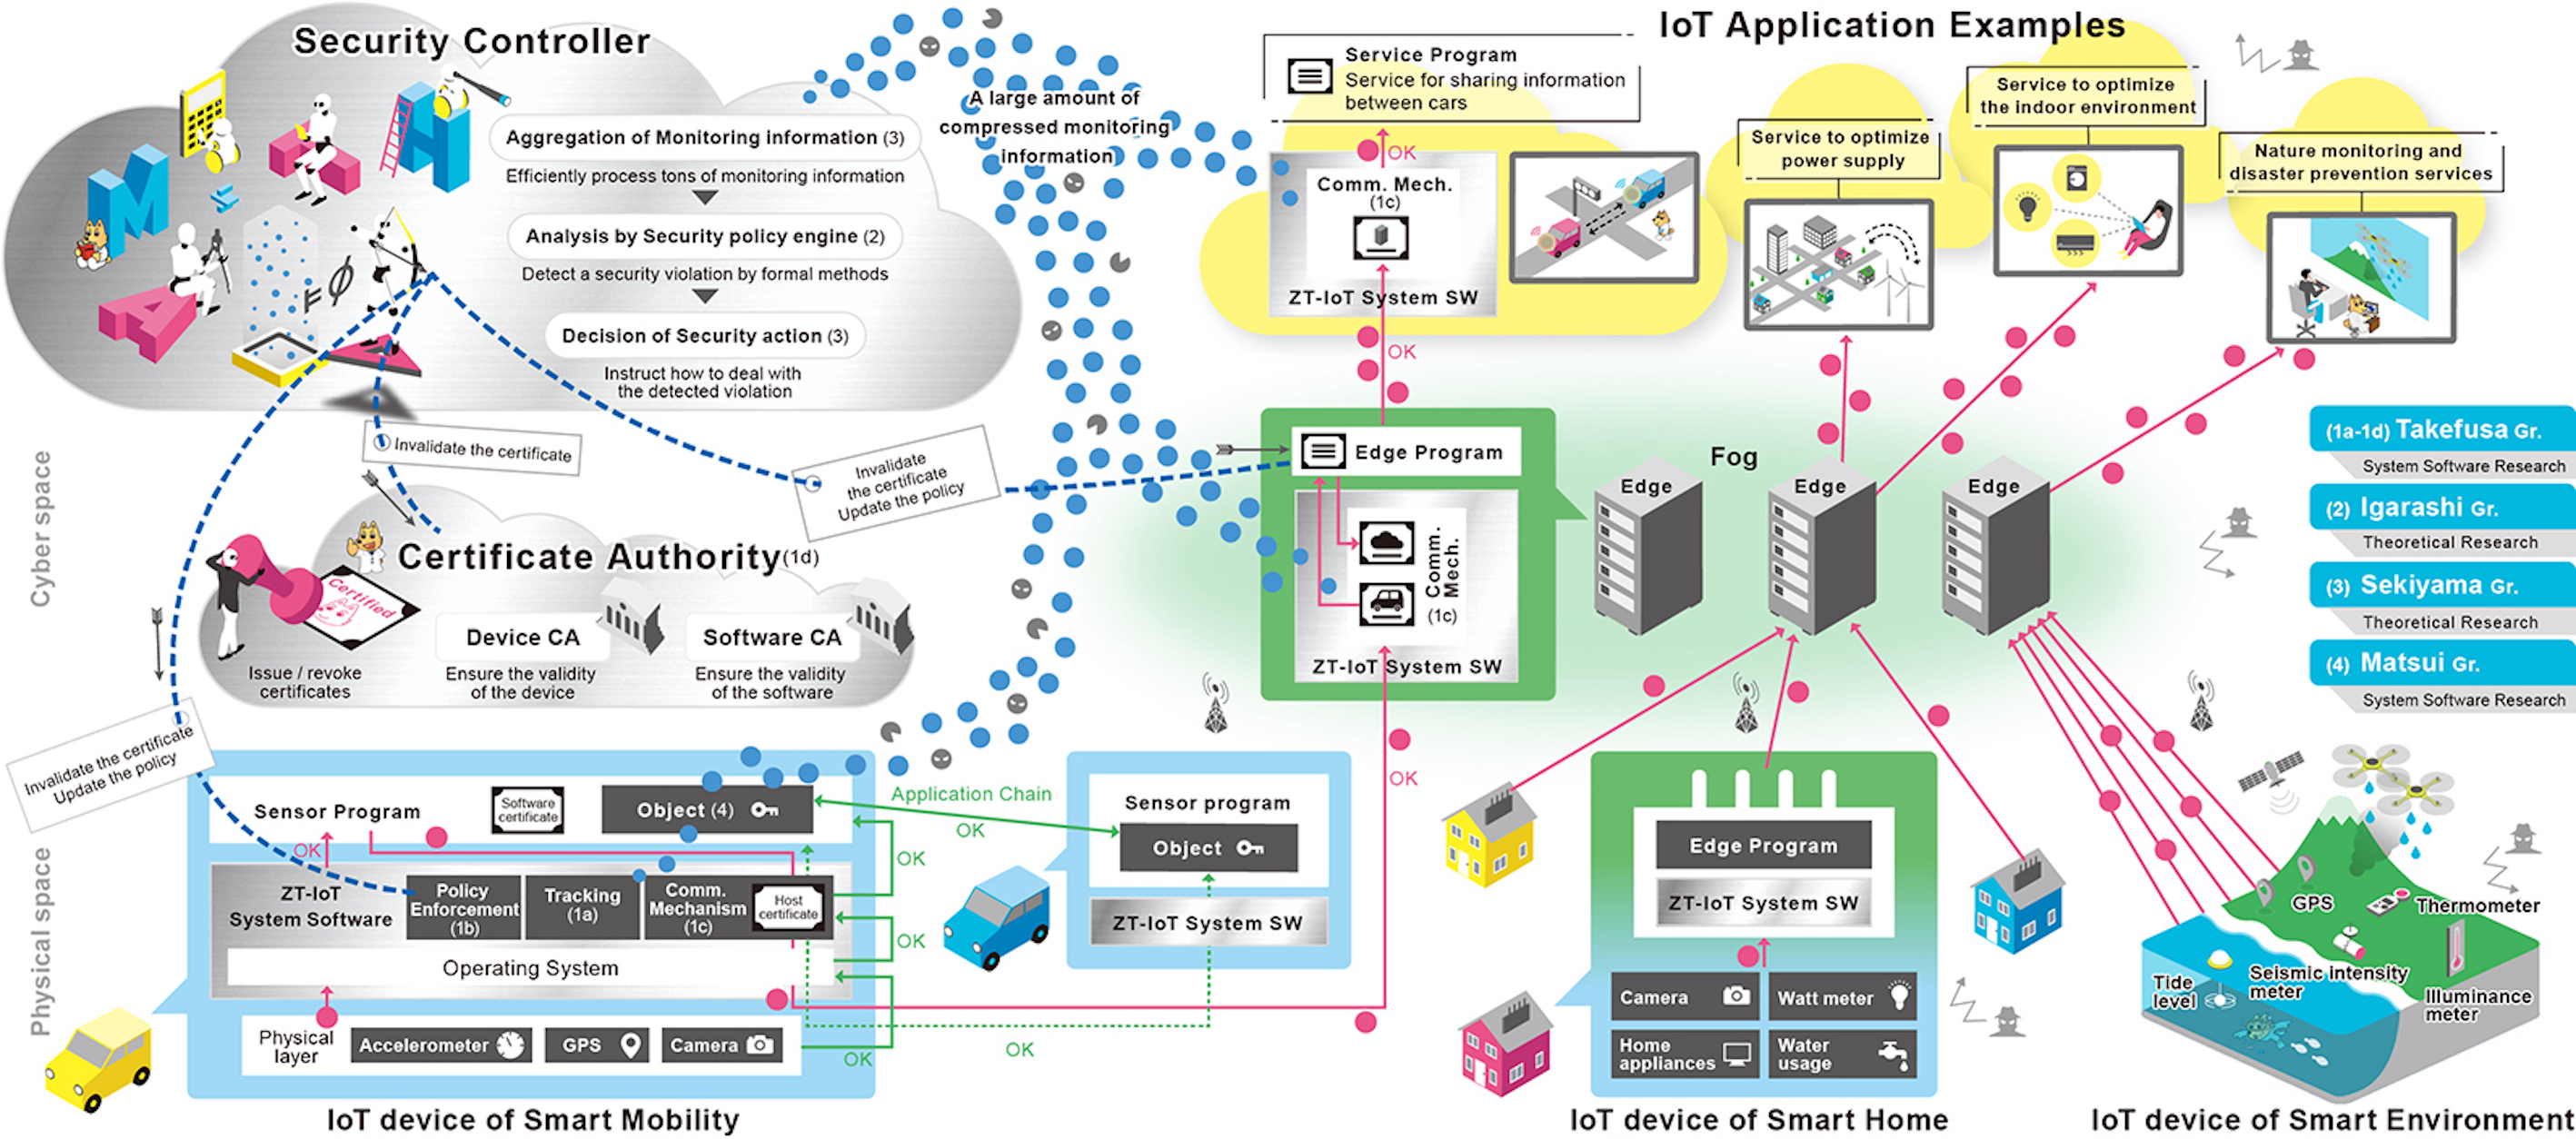 Security Controller
Aggregation of Monitoring information (3)
Efficiently process tons of monitoring information
Analysis by Security policy engine (2)
Detect a security violation by formal methods
Decision of Security action (3)
Instruct how to deal with
the detected violation
M
A
H
A large amount of
compressed monitoring
information
IoT Application Examples
Service Program
Service for sharing information
between cars
OK
Comm. Mech.
(1c)
ZT-IoT System SW
OK
Service to optimize
power supply
Service to optimize
the indoor environment
Nature monitoring and
disaster prevention services
Cyber space
Invalidate the certificate
Invalidate
the certificate
Update the policy
Certificate Authority(1d)
Certified
Issue / revoke
certificates
Device CA
Ensure the validity
of the device
Software CA
Ensure the validity
of the software
Edge Program
Comm.
Mech.
(1c)
ZT-IoT System SW
Fog
Edge
Edge
Edge
(1a-1d) Takefusa Gr.
System Software Research
(2) Igarashi Gr.
Theoretical Research
(3) Sekiyama Gr.
Theoretical Research
(4) Matsui Gr.
System Software Research
Physical space
Invalidate the certificate
Update the policy
Sensor Program
Software
certificate
Object (4)
OK
ZT-IoT
System Software
Policy
Enforcement
(1b)
Tracking
(1a)
Comm.
Mechanism
(1c)
Host
certificate
Operating System
Physical
layer
Accelerometer
GPS
Camera
OK
OK
OK
OK
Application Chain
OK
Sensor program
Object
ZT-IoT System SW
OK
IoT device of Smart Mobility
Edge Program
ZT-IoT System SW
Camera
Watt meter
Home
appliances
Water
usage
IoT device of Smart Home
GPS
Thermometer
Tide
level
Seismic intensity
meter
Illuminance
meter
IoT device of Smart Environment